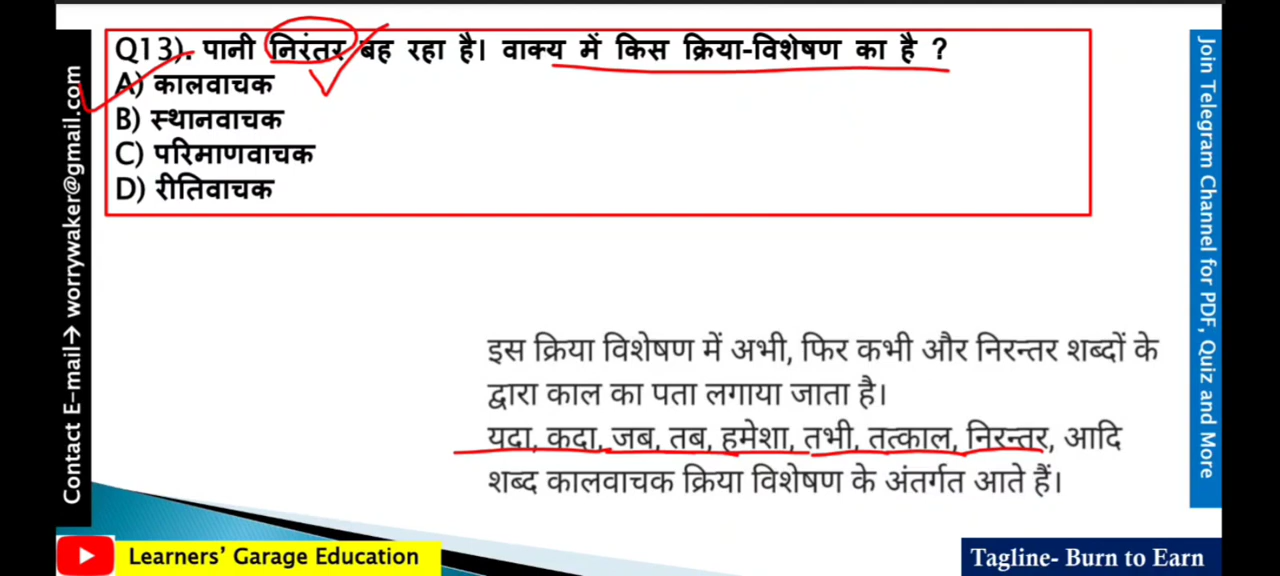 Q13). पानी निरंतर बह रहा है। वाक्य में किस क्रिया-विशेषण का है ?
A) कालवाचक
B) स्थानवाचक
C) परिमाणवाचक
D) रीतिवाचक
इस क्रिया विशेषण में अभी, फिर कभी और निरन्तर शब्दों के
द्वारा काल का पता लगाया जाता है।
यदा, कदा, जब, तब, हमेशा, तभी, तत्काल, निरन्तर, आदि
शब्द कालवाचक क्रिया विशेषण के अंतर्गत आते हैं।
Contact E-mail→ worrywaker@gmail.com
Join Telegram Channel for PDF, Quiz and More
Learners’ Garage Education
Tagline- Burn to Earn